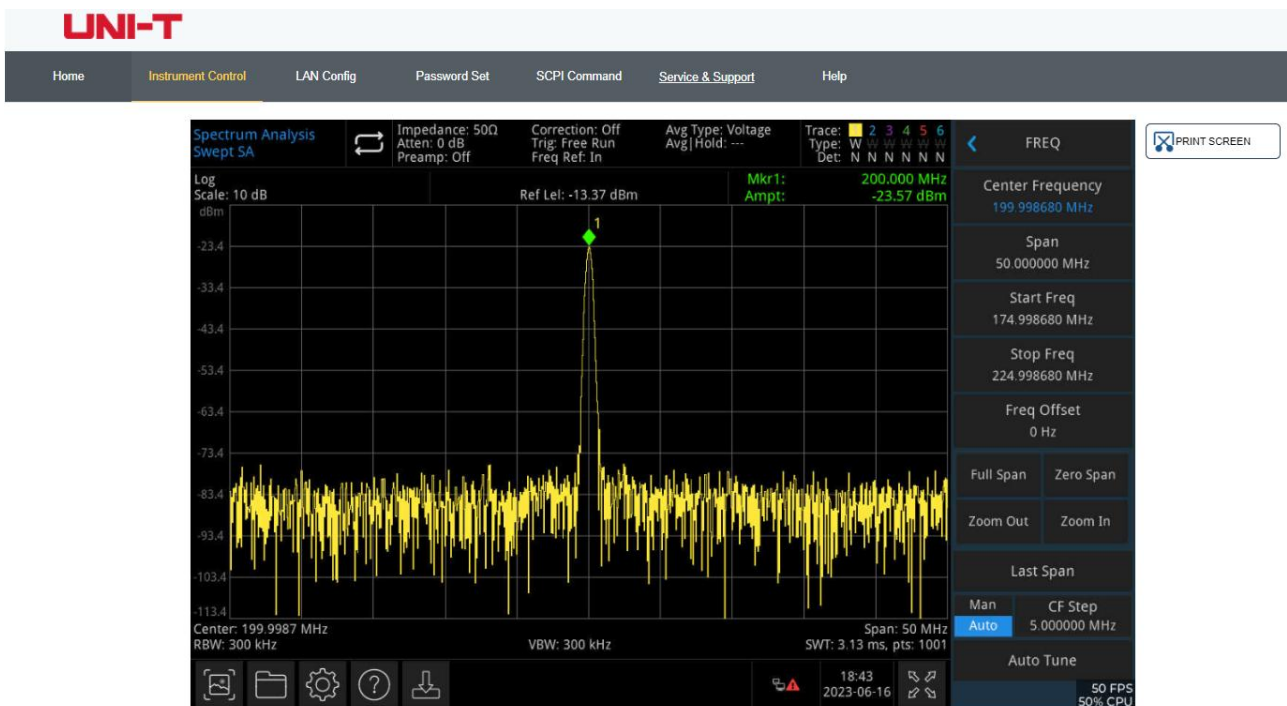 UNI-T
Home Instrument Control LAN Config Password Set SCPI Command Service & Support Help
Spectrum Analysis
Swept SA
Impedance: 50Ω
Atten: 0 dB
Preamp: Off
Correction: Off
Trig: Free Run
Freq Ref: In
Avg Type: Voltage
Avg|Hold: ---
Trace: 2 3 4 5 6
Type: W W W W W W
Det: N N N N N N
FREQ
PRINT SCREEN
Log
Scale: 10 dB
Ref Lel: -13.37 dBm
Mkr1: 200.000 MHz
Ampt: -23.57 dBm
dBm
1
-23.4
-33.4
-43.4
-53.4
-63.4
-73.4
-83.4
-93.4
-103.4
-113.4
Center: 199.9987 MHz
Span: 50 MHz
RBW: 300 kHz
VBW: 300 kHz
SWT: 3.13 ms, pts: 1001
Center Frequency
199.998680 MHz
Span
50.000000 MHz
Start Freq
174.998680 MHz
Stop Freq
224.998680 MHz
Freq Offset
0 Hz
Full Span Zero Span
Zoom Out Zoom In
Last Span
Man
Auto
CF Step
5.000000 MHz
Auto Tune
18:43
2023-06-16
50 FPS
50% CPU